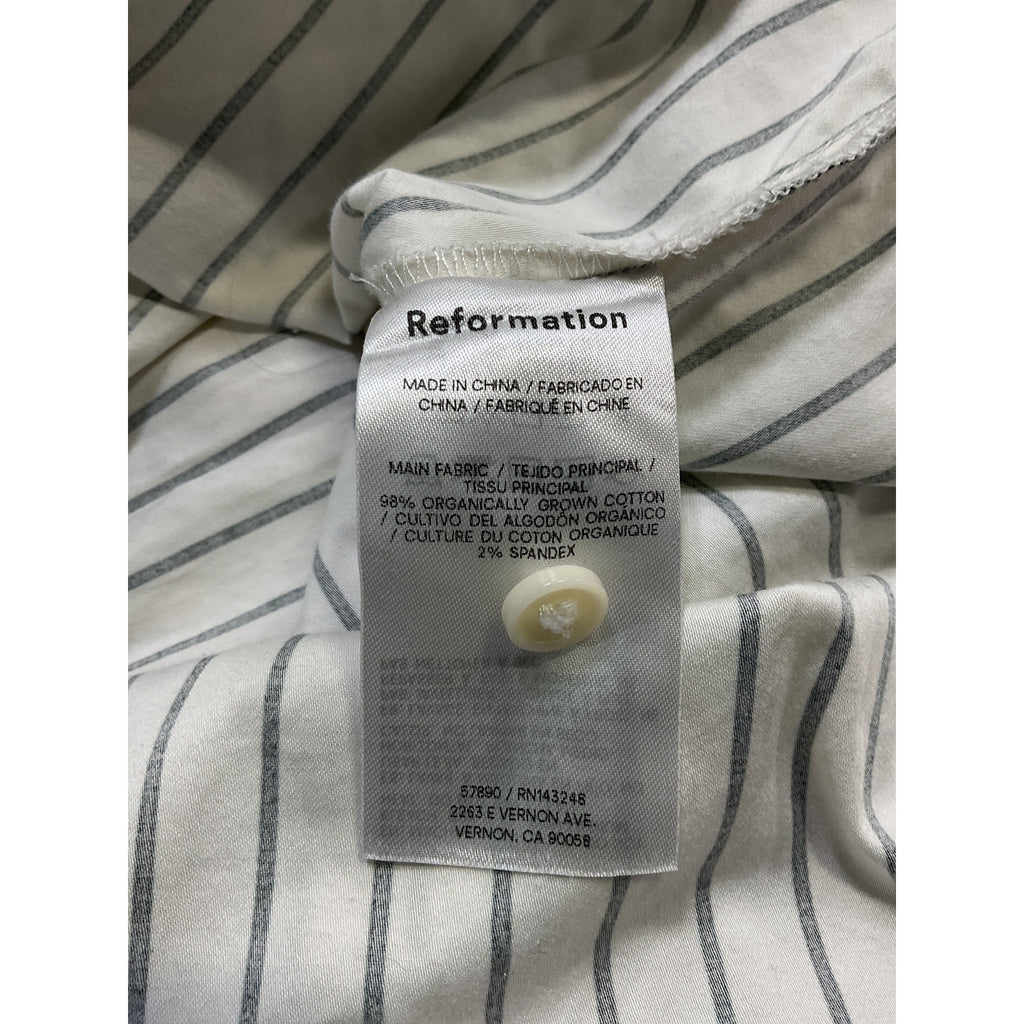 Reformation
MADE IN CHINA / FABRICADO EN
CHINA / FABRIQUÉ EN CHINE
MAIN FABRIC / TEJIDO PRINCIPAL /
TISSU PRINCIPAL
98% ORGANICALLY GROWN COTTON
/ CULTIVO DEL ALGODÓN ORGÁNICO
/ CULTURE DU COTON ORGANIQUE
2% SPANDEX
57890 / RN143246
2263 E VERNON AVE.
VERNON, CA 90058